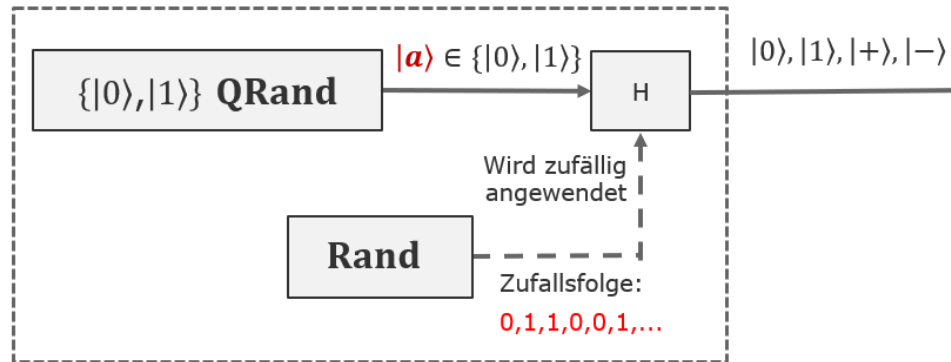 {|0⟩,|1⟩} QRand
|a⟩ ∈ {|0⟩,|1⟩}
H
|0⟩,|1⟩,|+⟩,|−⟩
Wird zufällig
angewendet
Rand
Zufallsfolge:
0,1,1,0,0,1,...